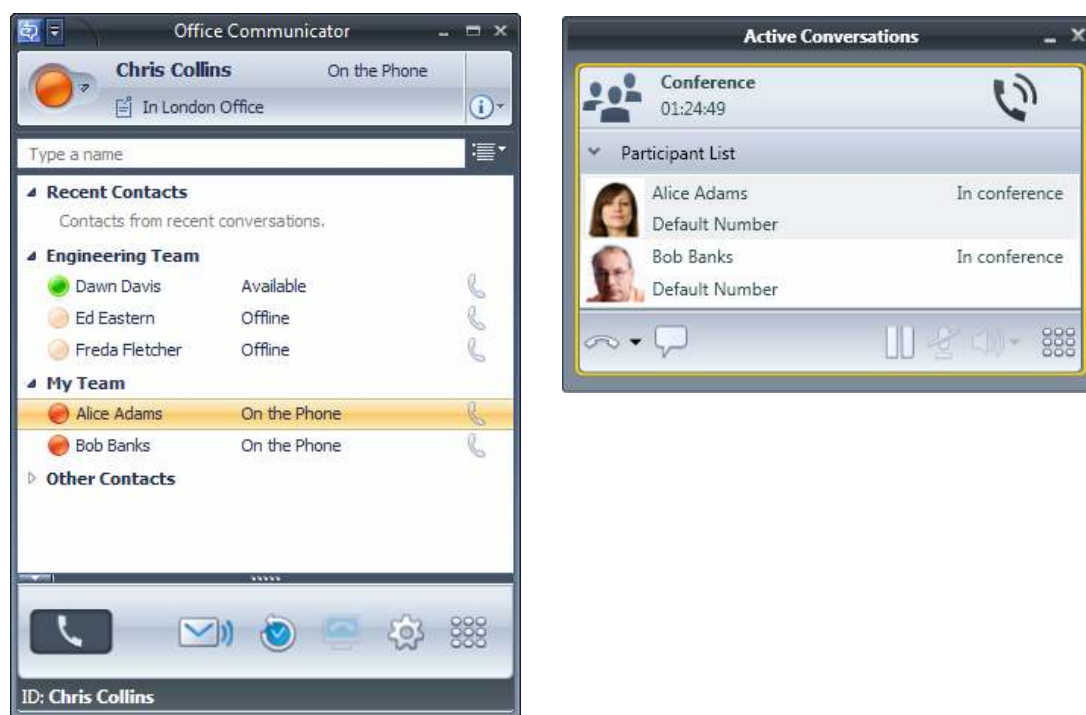 Office Communicator
Chris Collins On the Phone
In London Office
Type a name
Recent Contacts
Contacts from recent conversations.
Engineering Team
Dawn Davis Available
Ed Eastern Offline
Freda Fletcher Offline
My Team
Alice Adams On the Phone
Bob Banks On the Phone
Other Contacts
ID: Chris Collins
Active Conversations
Conference
01:24:49
Participant List
Alice Adams In conference
Default Number
Bob Banks In conference
Default Number